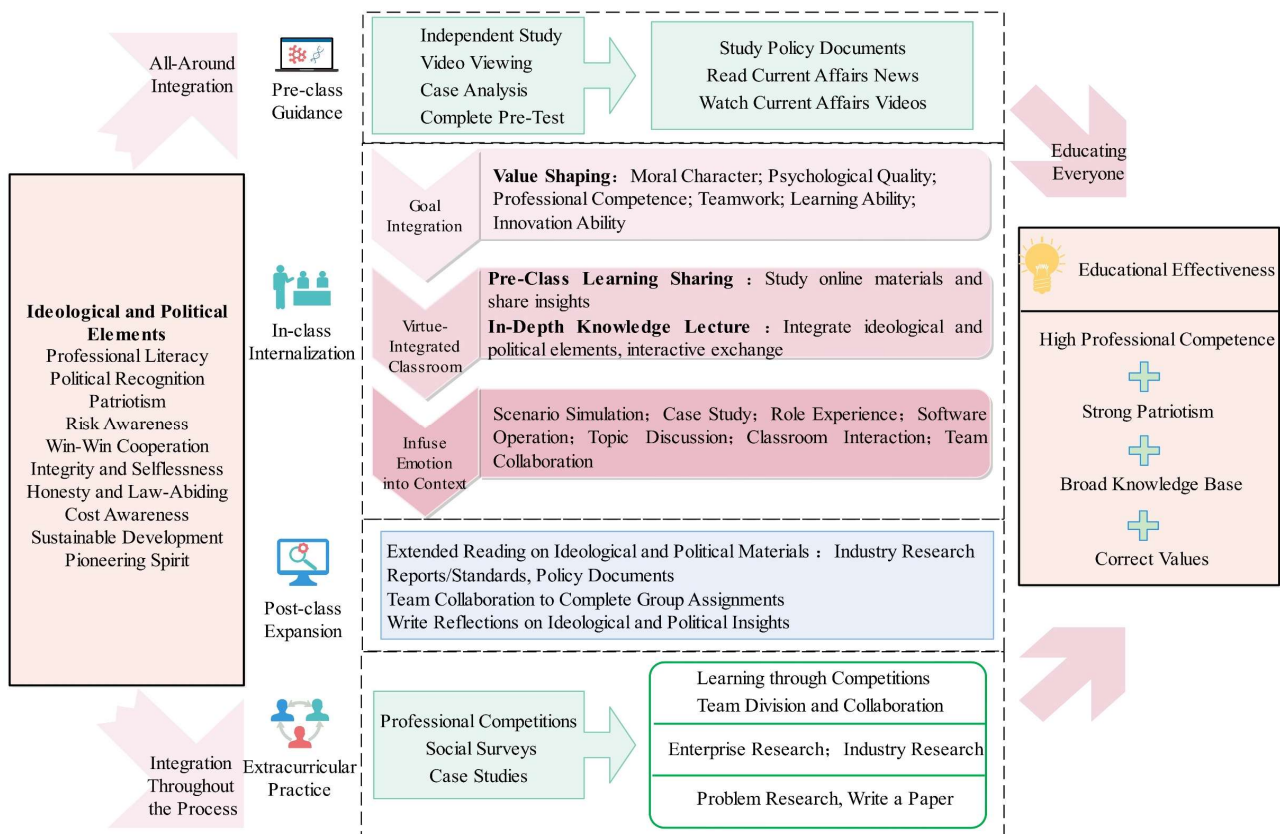 All-Around
Integration
Pre-class
Guidance
Independent Study
Video Viewing
Case Analysis
Complete Pre-Test
Study Policy Documents
Read Current Affairs News
Watch Current Affairs Videos
Educating
Everyone
Ideological and Political
Elements
Professional Literacy
Political Recognition
Patriotism
Risk Awareness
Win-Win Cooperation
Integrity and Selflessness
Honesty and Law-Abiding
Cost Awareness
Sustainable Development
Pioneering Spirit
In-class
Internalization
Goal
Integration
Value Shaping：Moral Character; Psychological Quality;
Professional Competence; Teamwork; Learning Ability;
Innovation Ability
Virtue-
Integrated
Classroom
Pre-Class Learning Sharing ：Study online materials and
share insights
In-Depth Knowledge Lecture ：Integrate ideological and
political elements, interactive exchange
Infuse
Emotion
into Context
Scenario Simulation；Case Study；Role Experience；Software
Operation；Topic Discussion；Classroom Interaction；Team
Collaboration
Educational Effectiveness
High Professional Competence
Strong Patriotism
Broad Knowledge Base
Correct Values
Post-class
Expansion
Extended Reading on Ideological and Political Materials ：Industry Research
Reports/Standards, Policy Documents
Team Collaboration to Complete Group Assignments
Write Reflections on Ideological and Political Insights
Integration
Throughout
the Process
Extracurricular
Practice
Professional Competitions
Social Surveys
Case Studies
Learning through Competitions
Team Division and Collaboration
Enterprise Research；Industry Research
Problem Research, Write a Paper